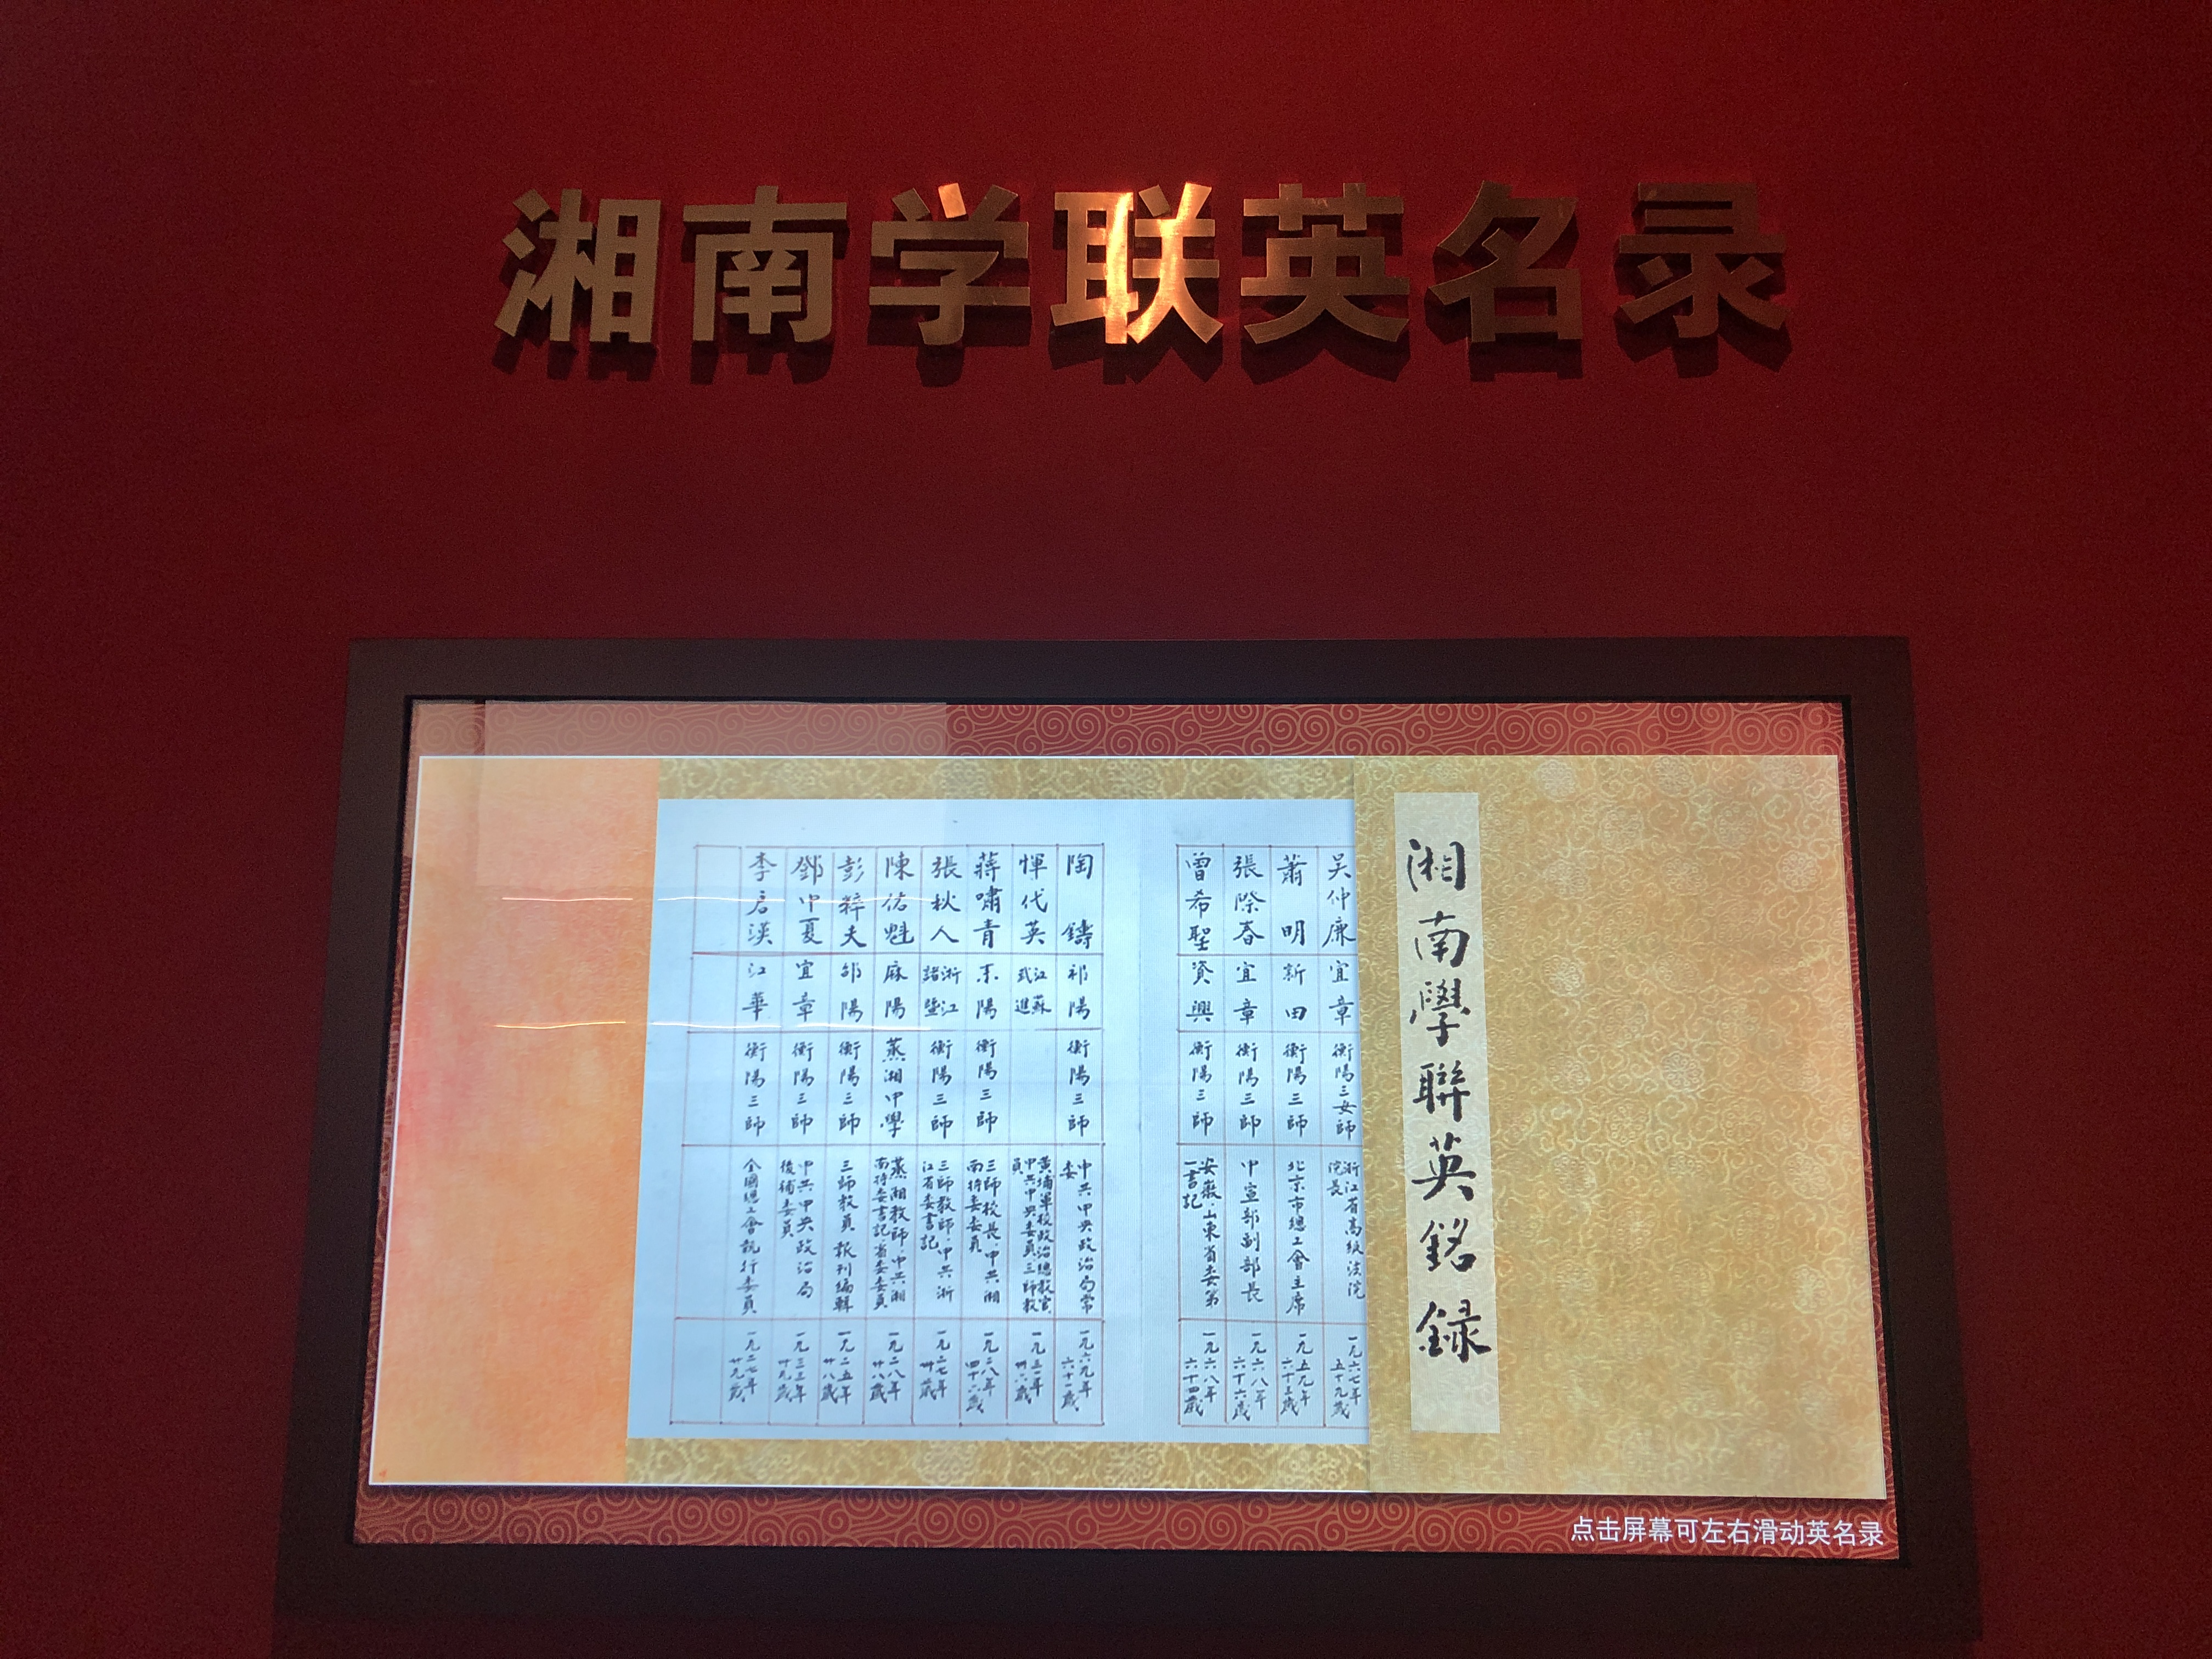 湘南学联英名录
湘南學聯英銘録
吴仲廉 宜章 衡陽三女師 浙江省高級法院院長 一九六七年 五十九歲
蕭明 新田 衡陽三師 北京市總工會主席 一九五九年 六十三歲
張際春 宜章 衡陽三師 中宣部副部長 一九六八年 六十六歲
曾希聖 資興 衡陽三師 安徽、山東省委第一書記 一九六八年 六十四歲
陶鑄 祁陽 衡陽三師 中共中央政治局常委 一九六九年 六十一歲
惲代英 江蘇武進 黃埔軍校政治總教官、中共中央委員、三師教員 一九三一年 卅六歲
蔣嘯青 耒陽 衡陽三師 三師校長、中共湘南特委委員 一九二八年 四十六歲
張秋人 浙江諸暨 衡陽三師 三師教師、中共浙江省委書記 一九二七年 卅歲
陳佑魁 麻陽 蒸湘中學 蒸湘教師、中共湘南特委書記、省委委員 一九二八年 廿八歲
彭粹夫 邵陽 衡陽三師 三師教員 報刊編輯 一九二五年 廿八歲
鄧中夏 宜章 衡陽三師 中共中央政治局後補委員 一九三三年 卅九歲
李启漢 江華 衡陽三師 全國總工會執行委員 一九二七年 廿九歲
点击屏幕可左右滑动英名录